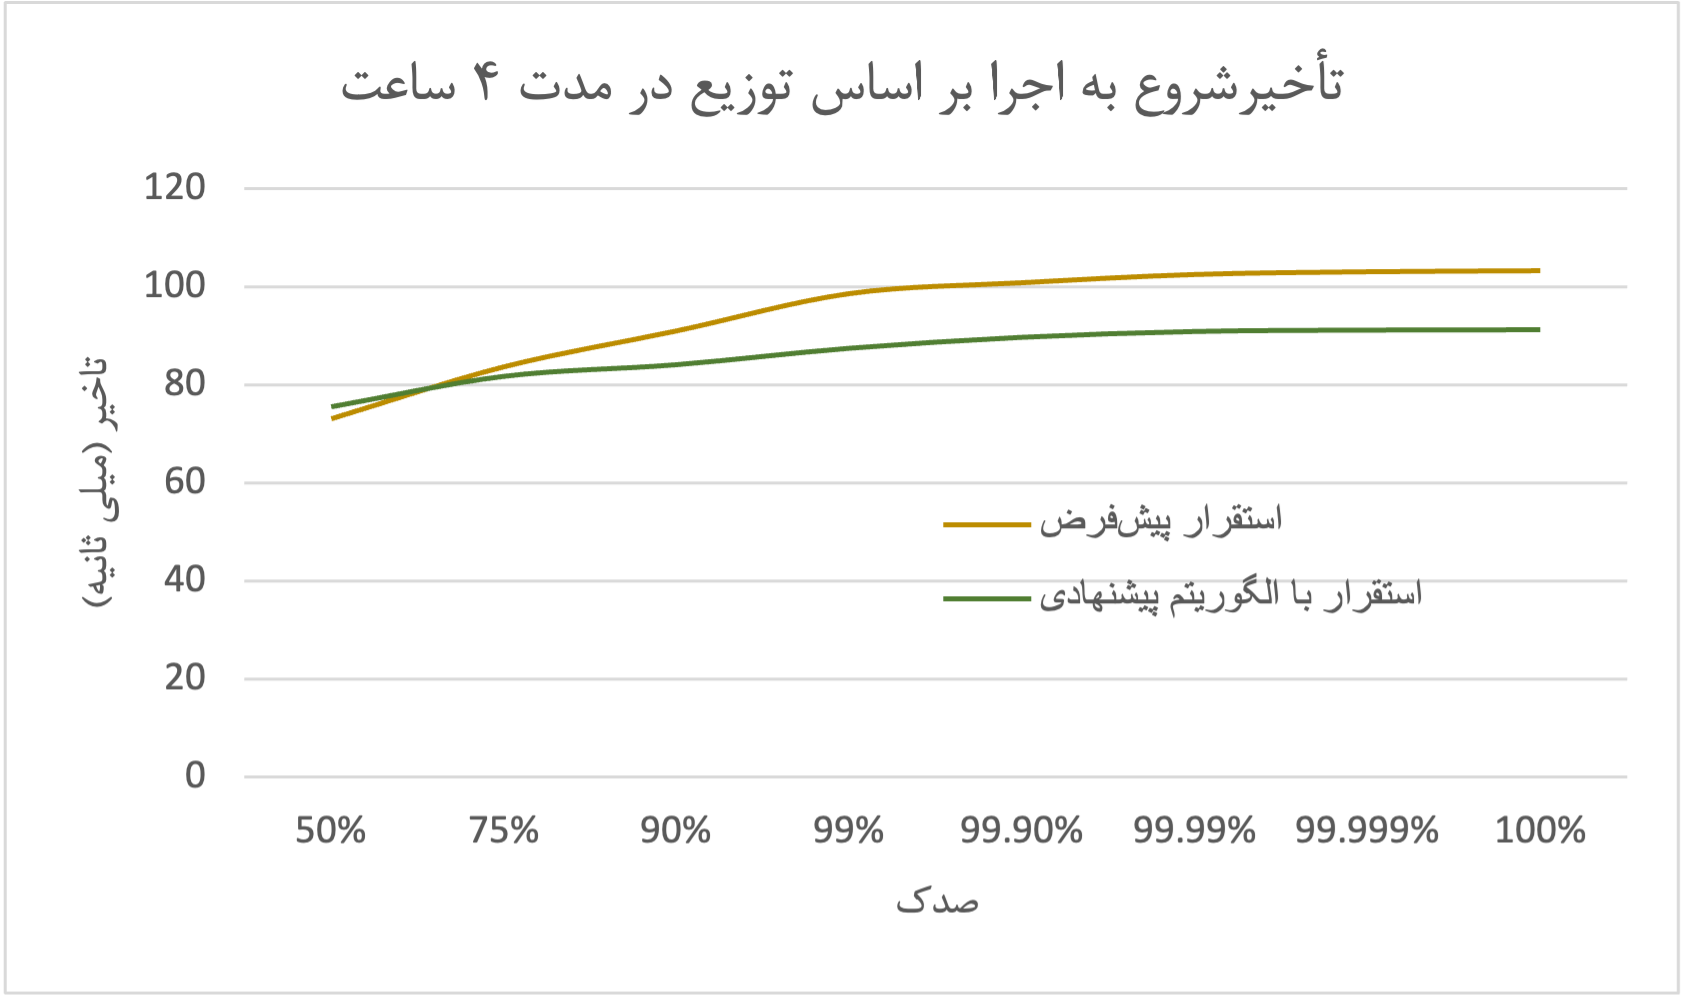 تأخیرشروع به اجرا بر اساس توزیع در مدت ۴ ساعت
120
100
80
60
40
20
0
تاخیر (میلی ثانیه)
استقرار پیش‌فرض
استقرار با الگوریتم پیشنهادی
50% 75% 90% 99% 99.90% 99.99% 99.999% 100%
صدک